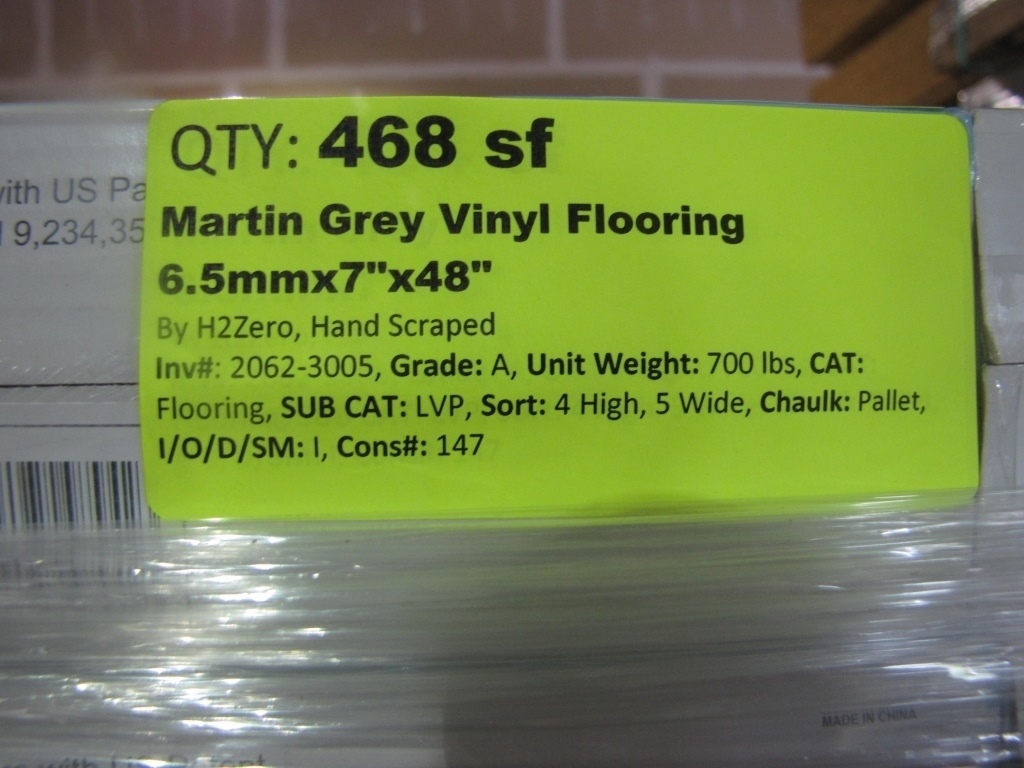 QTY: 468 sf
with US Pa
9,234,35
Martin Grey Vinyl Flooring
6.5mmx7"x48"
By H2Zero, Hand Scraped
Inv#: 2062-3005, Grade: A, Unit Weight: 700 lbs, CAT:
Flooring, SUB CAT: LVP, Sort: 4 High, 5 Wide, Chaulk: Pallet,
I/O/D/SM: I, Cons#: 147
MADE IN CHINA
with